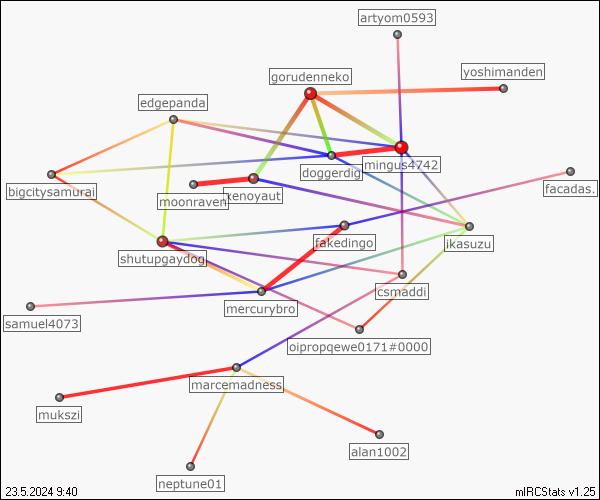 artyom0593
gorudenneko
yoshimanden
edgepanda
mingus4742
doggerdig
bigcitysamurai
moonraven
xenoyaut
facadas.
fakedingo
ikasuzu
shutupgaydog
csmaddi
mercurybro
samuel4073
oipropqewe0171#0000
marcemadness
mukszi
alan1002
neptune01
23.5.2024 9:40
mIRCStats v1.25